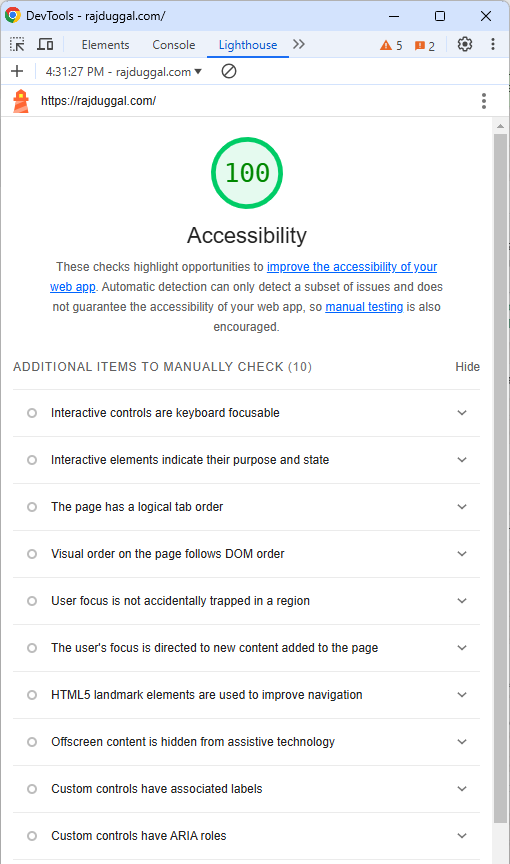 DevTools - rajduggal.com/
Elements Console Lighthouse 5 2
4:31:27 PM - rajduggal.com
https://rajduggal.com/
100
Accessibility
These checks highlight opportunities to improve the accessibility of your
web app. Automatic detection can only detect a subset of issues and does
not guarantee the accessibility of your web app, so manual testing is also
encouraged.
ADDITIONAL ITEMS TO MANUALLY CHECK (10) Hide
Interactive controls are keyboard focusable
Interactive elements indicate their purpose and state
The page has a logical tab order
Visual order on the page follows DOM order
User focus is not accidentally trapped in a region
The user's focus is directed to new content added to the page
HTML5 landmark elements are used to improve navigation
Offscreen content is hidden from assistive technology
Custom controls have associated labels
Custom controls have ARIA roles